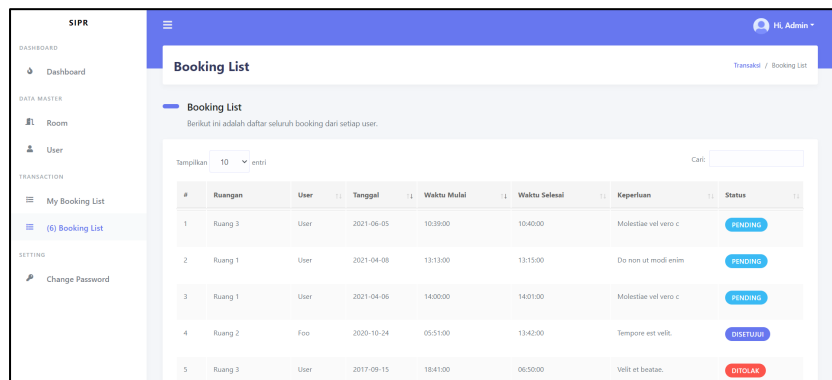 SIPR
Hi, Admin
DASHBOARD
Dashboard
DATA MASTER
Room
User
TRANSACTION
My Booking List
(6) Booking List
SETTING
Change Password
Booking List
Transaksi / Booking List
Booking List
Berikut ini adalah daftar seluruh booking dari setiap user.
Tampilkan 10 entri
Cari:
# Ruangan User Tanggal Waktu Mulai Waktu Selesai Keperluan Status
1 Ruang 3 User 2021-06-05 10:39:00 10:40:00 Molestiae vel vero c PENDING
2 Ruang 1 User 2021-04-08 13:13:00 13:15:00 Do non ut modi enim PENDING
3 Ruang 1 User 2021-04-06 14:00:00 14:01:00 Molestiae vel vero c PENDING
4 Ruang 2 Foo 2020-10-24 05:51:00 13:42:00 Tempore est velit. DISETUJUI
5 Ruang 3 User 2017-09-15 18:41:00 06:50:00 Velit et beatae. DITOLAK